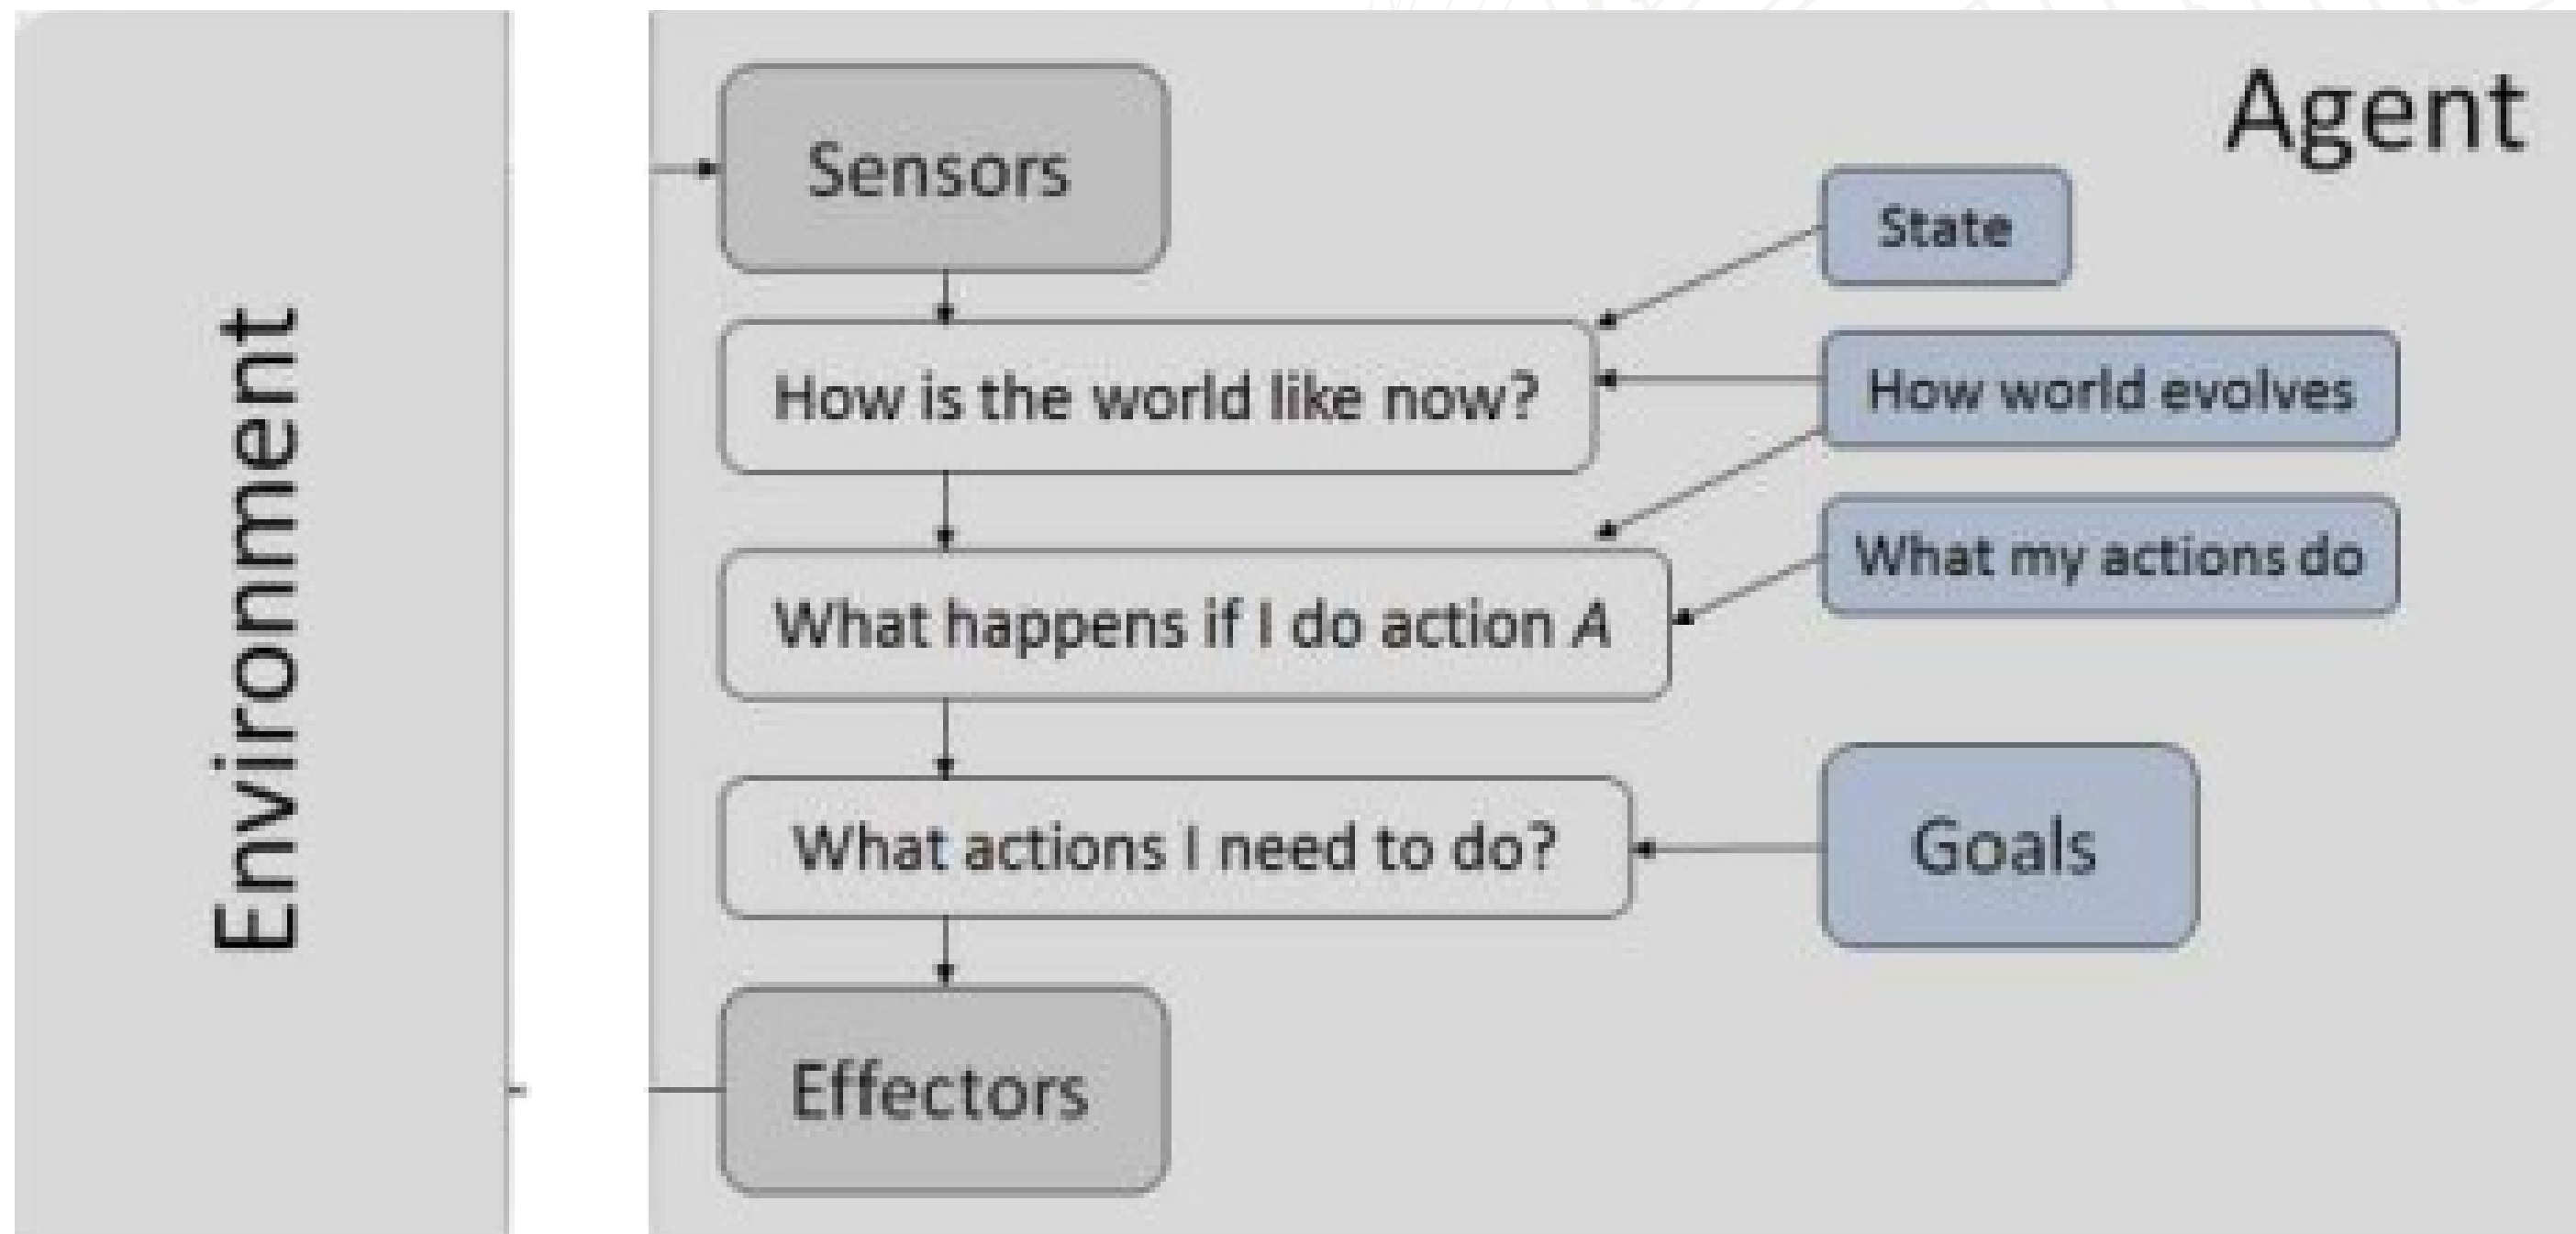 Environment
Agent
Sensors
State
How is the world like now?
How world evolves
What my actions do
What happens if I do action A
What actions I need to do?
Goals
Effectors